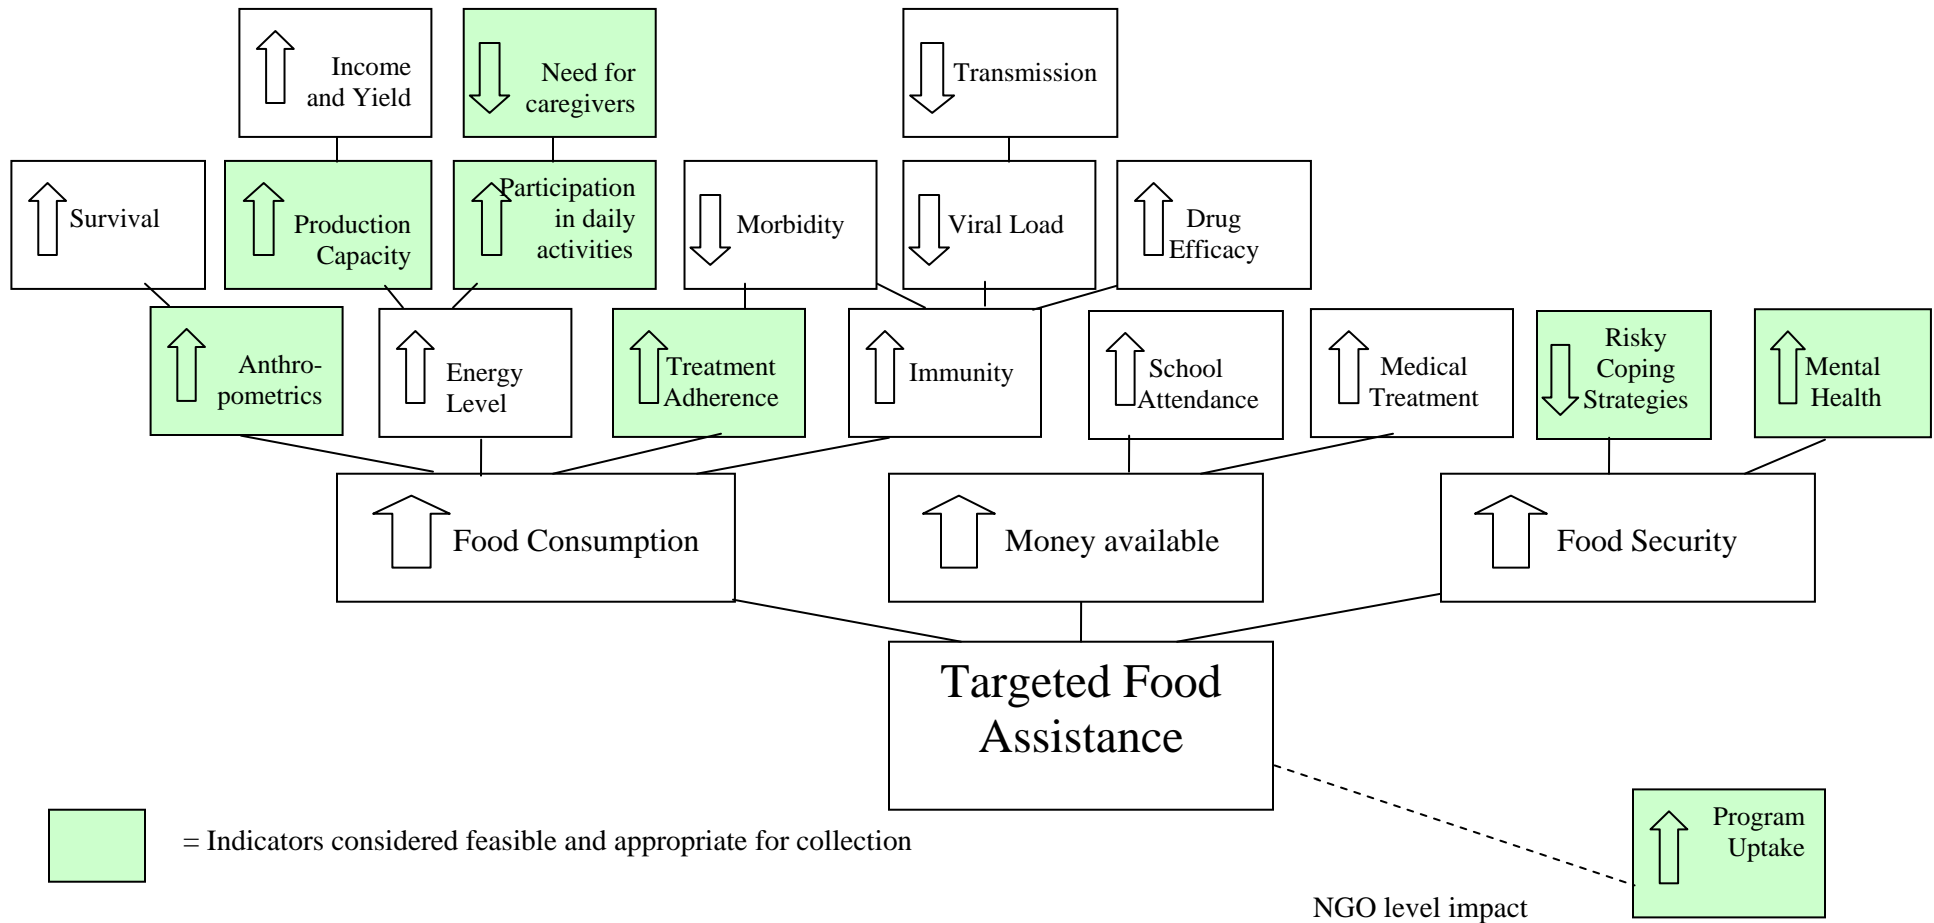 Income
and Yield
Need for
caregivers
Transmission
Survival
Production
Capacity
Participation
in daily
activities
Morbidity
Viral Load
Drug
Efficacy
Anthro-
pometrics
Energy
Level
Treatment
Adherence
Immunity
School
Attendance
Medical
Treatment
Risky
Coping
Strategies
Mental
Health
Food Consumption
Money available
Food Security
Targeted Food
Assistance
= Indicators considered feasible and appropriate for collection
Program
Uptake
NGO level impact